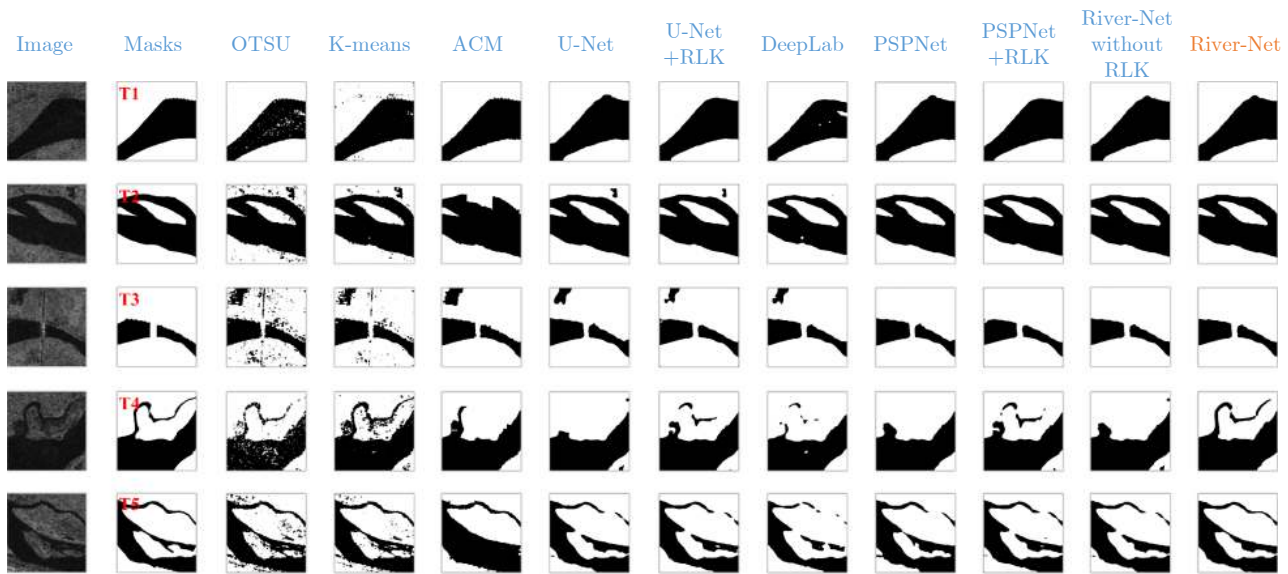 Image Masks OTSU K-means ACM U-Net U-Net +RLK DeepLab PSPNet PSPNet +RLK River-Net without RLK River-Net
T1
T2
T3
T4
T5